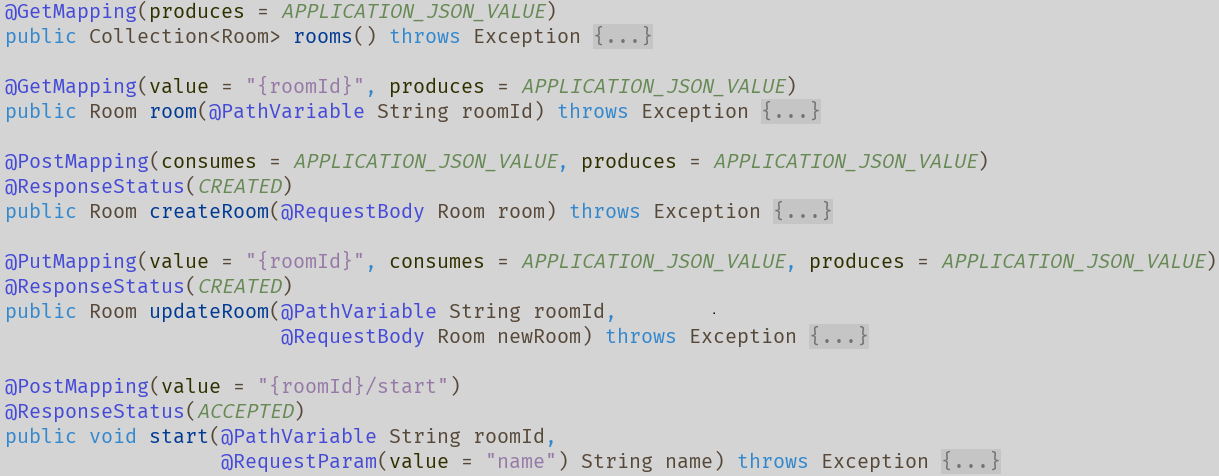 @GetMapping(produces = APPLICATION_JSON_VALUE)
public Collection<Room> rooms() throws Exception {...}
@GetMapping(value = "{roomId}", produces = APPLICATION_JSON_VALUE)
public Room room(@PathVariable String roomId) throws Exception {...}
@PostMapping(consumes = APPLICATION_JSON_VALUE, produces = APPLICATION_JSON_VALUE)
@ResponseStatus(CREATED)
public Room createRoom(@RequestBody Room room) throws Exception {...}
@PutMapping(value = "{roomId}", consumes = APPLICATION_JSON_VALUE, produces = APPLICATION_JSON_VALUE)
@ResponseStatus(CREATED)
public Room updateRoom(@PathVariable String roomId,
@RequestBody Room newRoom) throws Exception {...}
@PostMapping(value = "{roomId}/start")
@ResponseStatus(ACCEPTED)
public void start(@PathVariable String roomId,
@RequestParam(value = "name") String name) throws Exception {...}